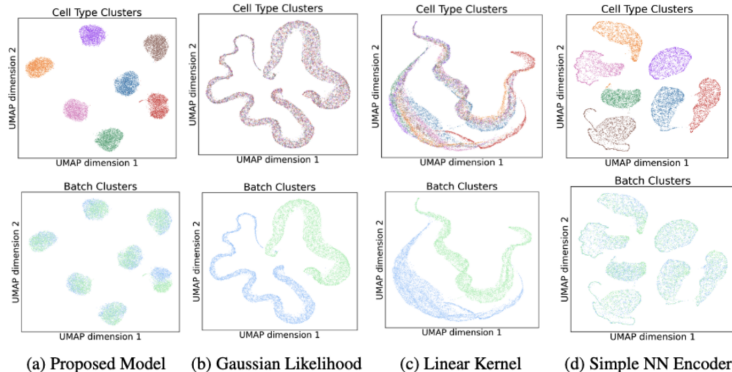 Cell Type Clusters
UMAP dimension 2
UMAP dimension 1
Cell Type Clusters
UMAP dimension 2
UMAP dimension 1
Cell Type Clusters
UMAP dimension 2
UMAP dimension 1
Cell Type Clusters
UMAP dimension 2
UMAP dimension 1
Batch Clusters
UMAP dimension 2
UMAP dimension 1
Batch Clusters
UMAP dimension 2
UMAP dimension 1
Batch Clusters
UMAP dimension 2
UMAP dimension 1
Batch Clusters
UMAP dimension 2
UMAP dimension 1
(a) Proposed Model
(b) Gaussian Likelihood
(c) Linear Kernel
(d) Simple NN Encoder